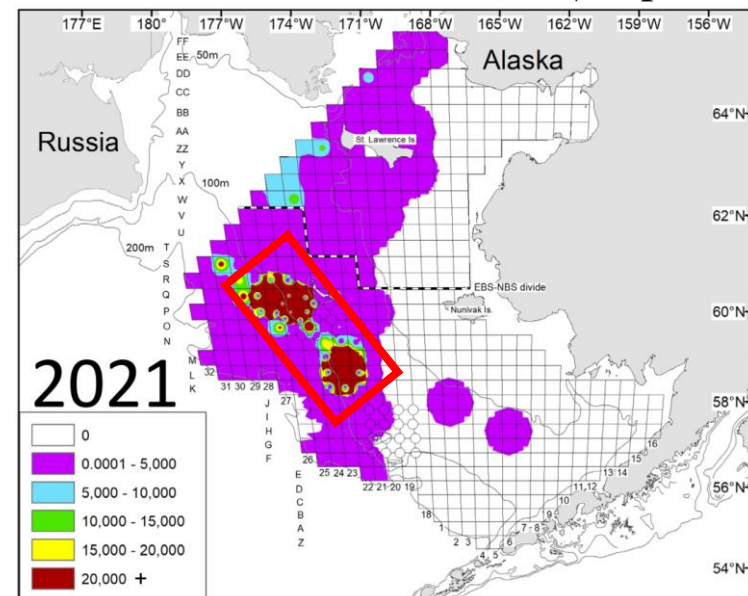 177°E 180° 177°W 174°W 171°W 168°W 165°W 162°W 159°W 156°W
FF
EE
50m
DD
Alaska
CC
BB
64°N
AA
Russia
ZZ
St. Lawrence Is.
Y
X
100m
W
V
62°N
U
200m
T
S
R
EBS-NBS divide
Q
Nunivak Is.
P
60°N
O
N
M
32
L
31 30 29 28
K
2021
J
27
58°N
I
H
G
16
F
26
15
25 24 23
13 14
E
22 21 20 19
D
11,12
56°N
C
10
B
18
9
A
1
7 - 8
Z
2 3
6
4 5
54°N
0
0.0001 - 5,000
5,000 - 10,000
10,000 - 15,000
15,000 - 20,000
20,000 +